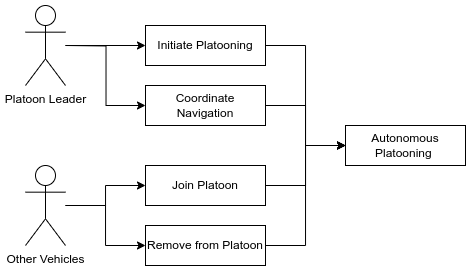 Initiate Platooning
Platoon Leader
Coordinate
Navigation
Autonomous
Platooning
Join Platoon
Other Vehicles
Remove from Platoon